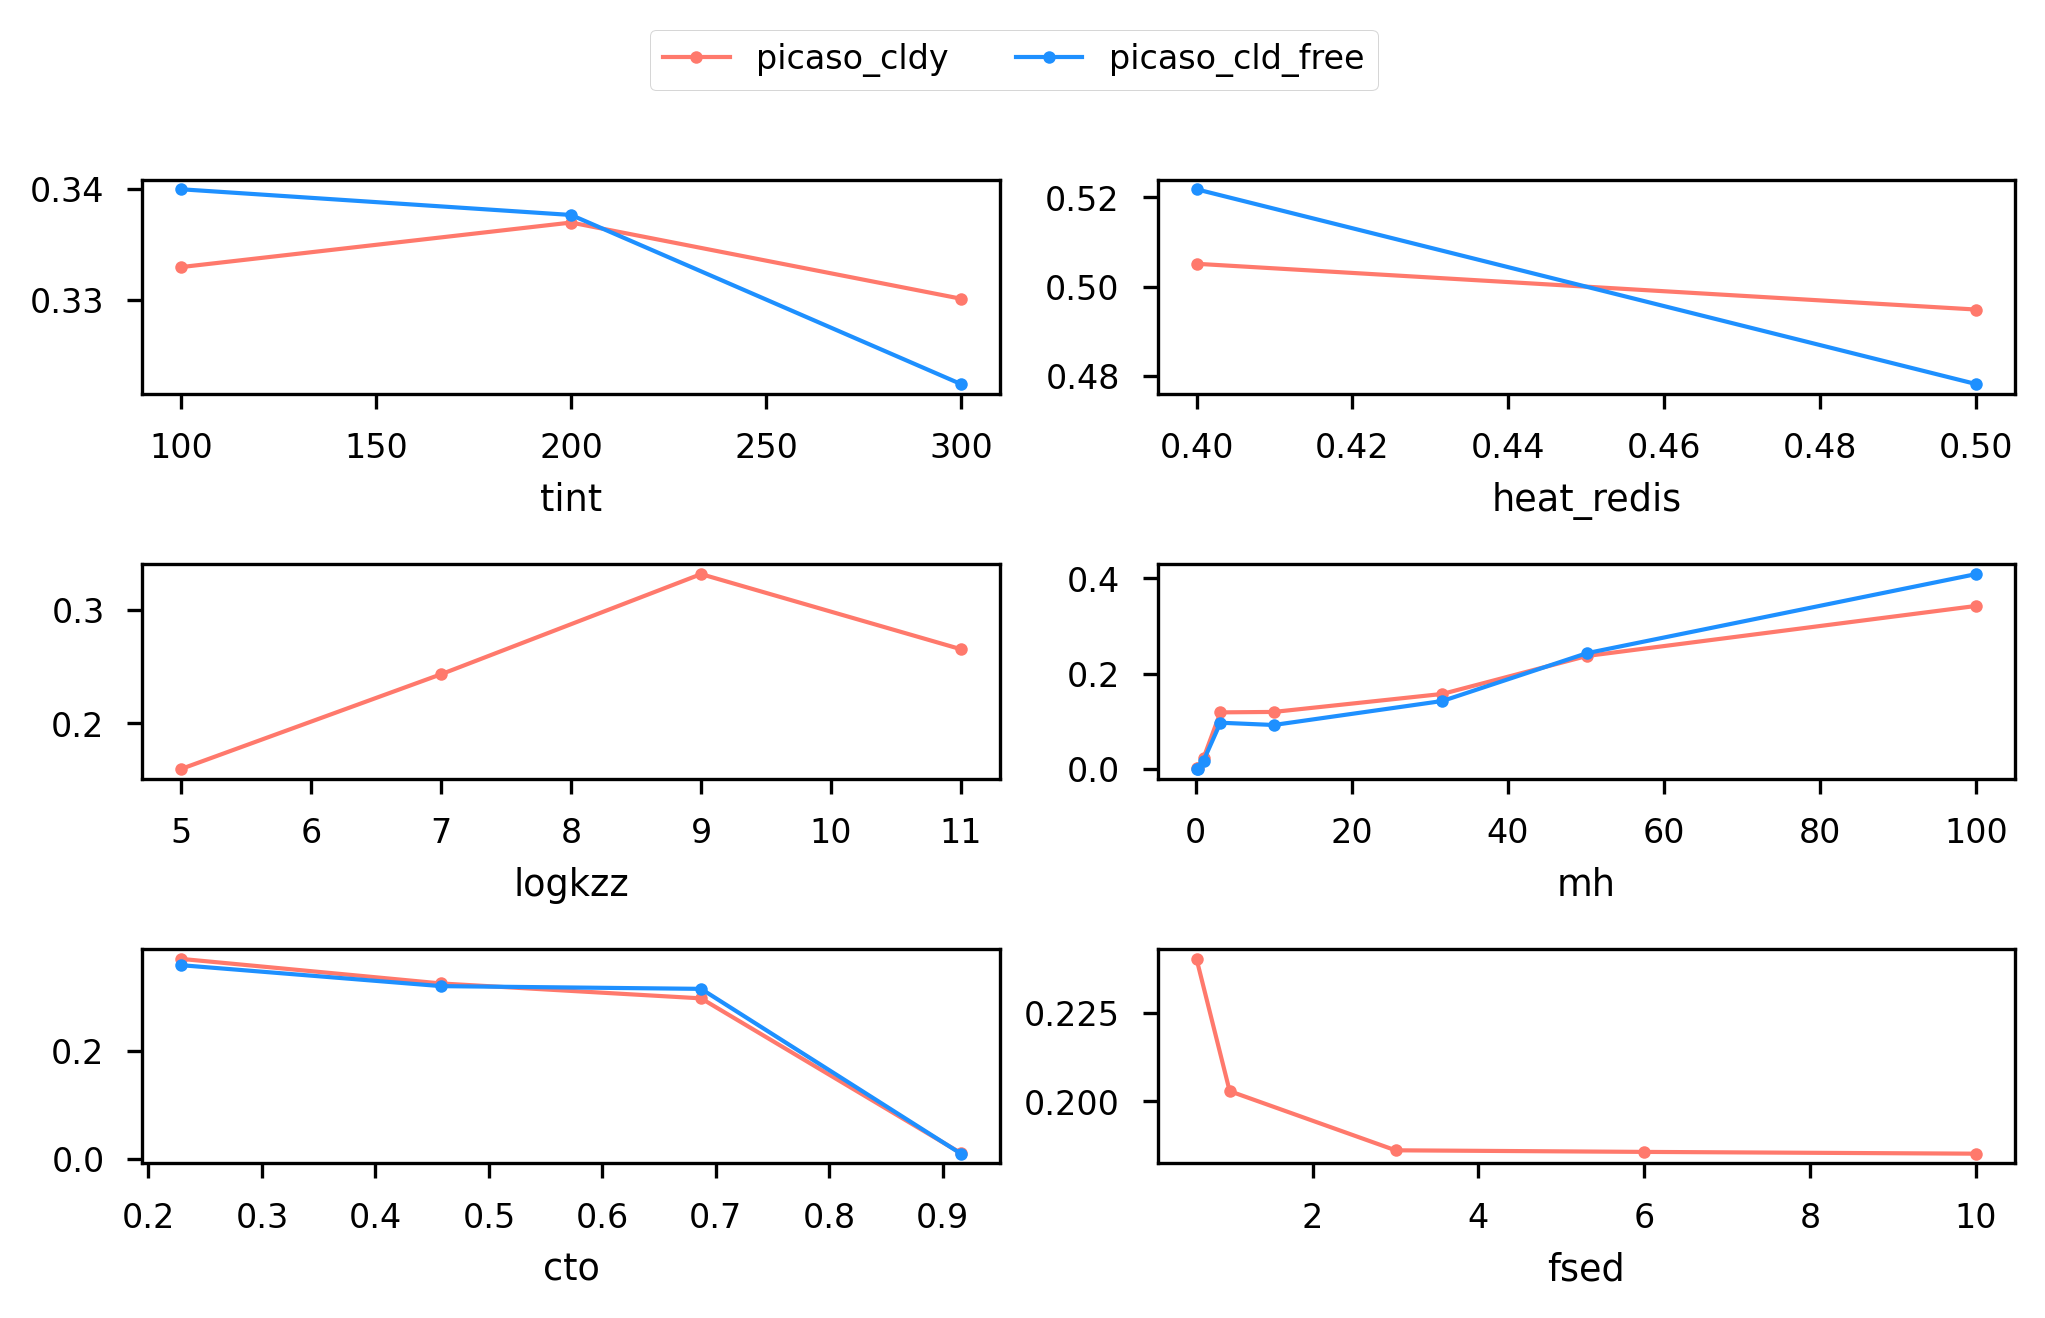 picaso_cldy picaso_cld_free
0.34
0.33
100 150 200 250 300
tint
0.52
0.50
0.48
0.40 0.42 0.44 0.46 0.48 0.50
heat_redis
0.3
0.2
5 6 7 8 9 10 11
logkzz
0.4
0.2
0.0
0 20 40 60 80 100
mh
0.2
0.0
0.2 0.3 0.4 0.5 0.6 0.7 0.8 0.9
cto
0.225
0.200
2 4 6 8 10
fsed